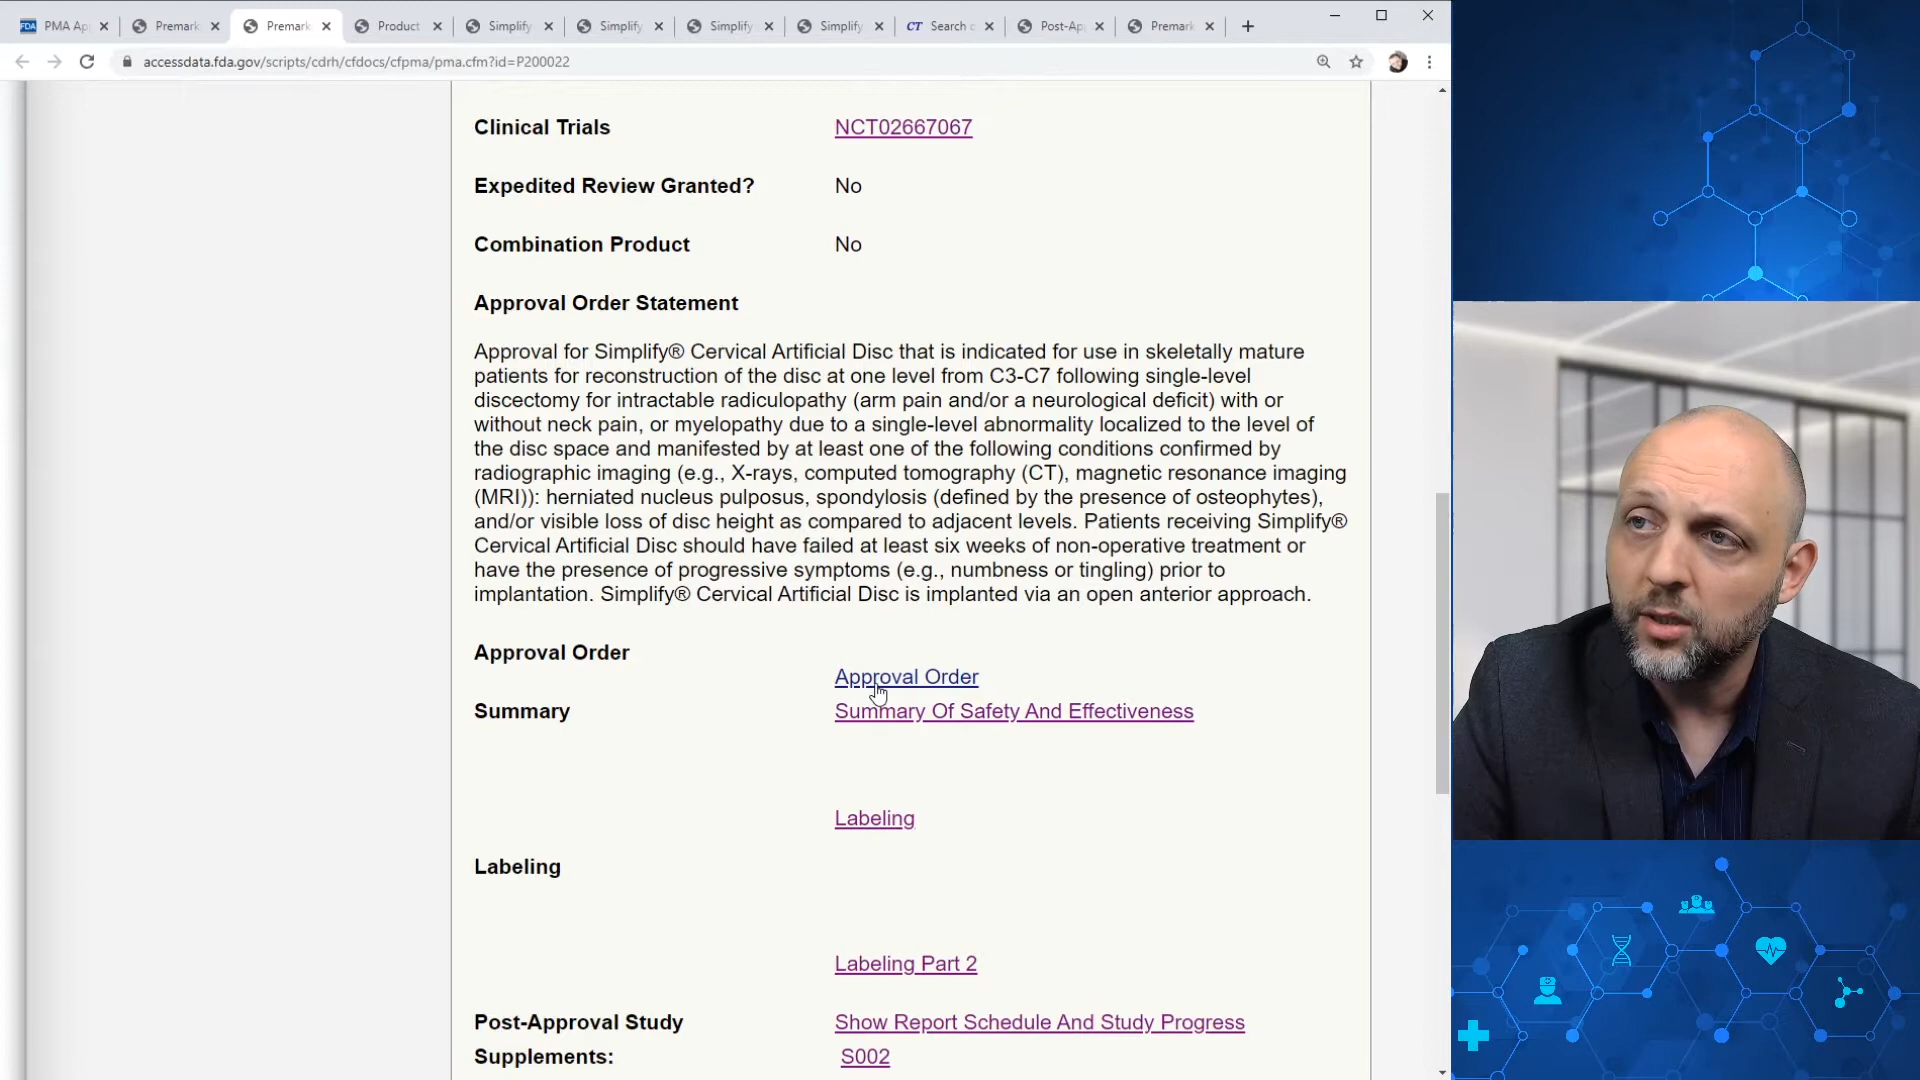 FDA PMA Ap
Premark
Premark
Product
Simplify
Simplify
Simplify
Simplify
CT Search c
Post-Ap
Premark
accessdata.fda.gov/scripts/cdrh/cfdocs/cfpma/pma.cfm?id=P200022
Clinical Trials NCT02667067
Expedited Review Granted? No
Combination Product No
Approval Order Statement
Approval for Simplify® Cervical Artificial Disc that is indicated for use in skeletally mature
patients for reconstruction of the disc at one level from C3-C7 following single-level
discectomy for intractable radiculopathy (arm pain and/or a neurological deficit) with or
without neck pain, or myelopathy due to a single-level abnormality localized to the level of
the disc space and manifested by at least one of the following conditions confirmed by
radiographic imaging (e.g., X-rays, computed tomography (CT), magnetic resonance imaging
(MRI)): herniated nucleus pulposus, spondylosis (defined by the presence of osteophytes),
and/or visible loss of disc height as compared to adjacent levels. Patients receiving Simplify®
Cervical Artificial Disc should have failed at least six weeks of non-operative treatment or
have the presence of progressive symptoms (e.g., numbness or tingling) prior to
implantation. Simplify® Cervical Artificial Disc is implanted via an open anterior approach.
Approval Order
Approval Order
Summary Summary Of Safety And Effectiveness
Labeling
Labeling
Labeling Part 2
Post-Approval Study Show Report Schedule And Study Progress
Supplements: S002